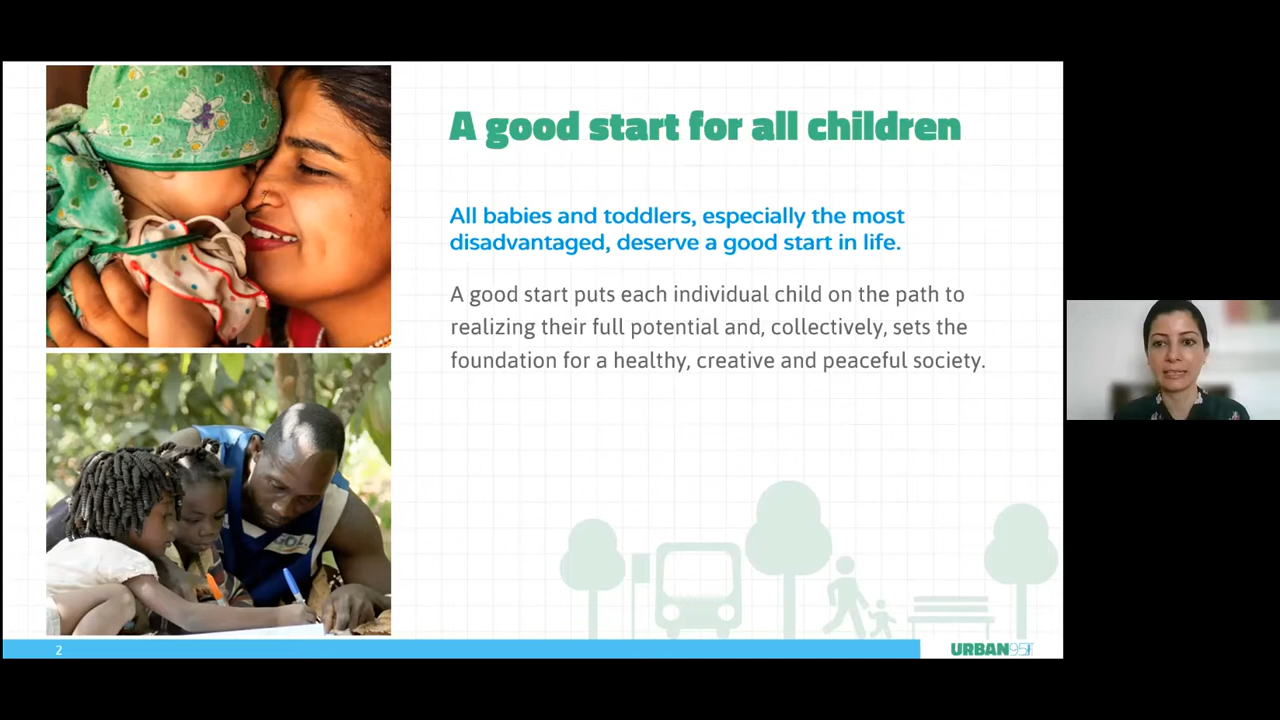 A good start for all children
All babies and toddlers, especially the most
disadvantaged, deserve a good start in life.
A good start puts each individual child on the path to
realizing their full potential and, collectively, sets the
foundation for a healthy, creative and peaceful society.
GOL
2
URBAN95